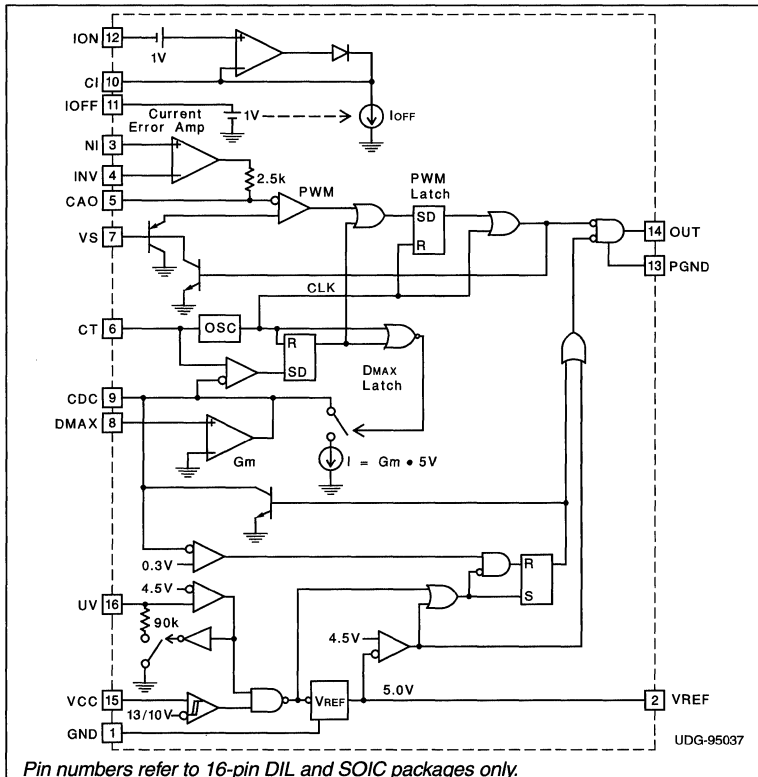 ION 12
1V
CI 10
IOFF 11
1V
IOFF
Current
Error Amp
NI 3
INV 4
2.5k
CAO 5
PWM
PWM
Latch
SD
R
VS 7
14 OUT
13 PGND
CLK
CT 6
OSC
R
SD
DMAX
Latch
CDC 9
DMAX 8
Gm
I = Gm • 5V
0.3V
R
S
4.5V
UV 16
90k
4.5V
VCC 15
13/10V
VREF
5.0V
2 VREF
GND 1
UDG-95037
Pin numbers refer to 16-pin DIL and SOIC packages only.